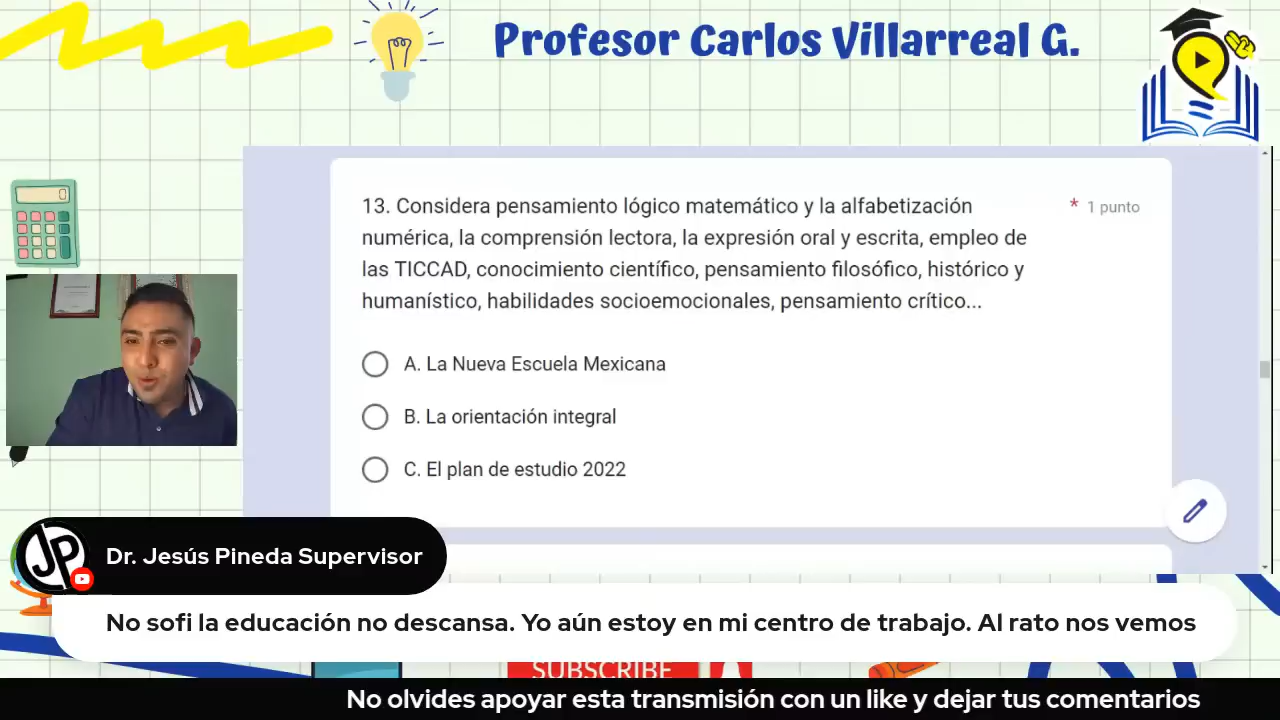 Profesor Carlos Villarreal G.
0
13. Considera pensamiento lógico matemático y la alfabetización
* 1 punto
numérica, la comprensión lectora, la expresión oral y escrita, empleo de
las TICCAD, conocimiento científico, pensamiento filosófico, histórico y
humanístico, habilidades socioemocionales, pensamiento crítico...
A. La Nueva Escuela Mexicana
B. La orientación integral
C. El plan de estudio 2022
JP
Dr. Jesús Pineda Supervisor
No sofi la educación no descansa. Yo aún estoy en mi centro de trabajo. Al rato nos vemos
SUBSCRIBE
No olvides apoyar esta transmisión con un like y dejar tus comentarios